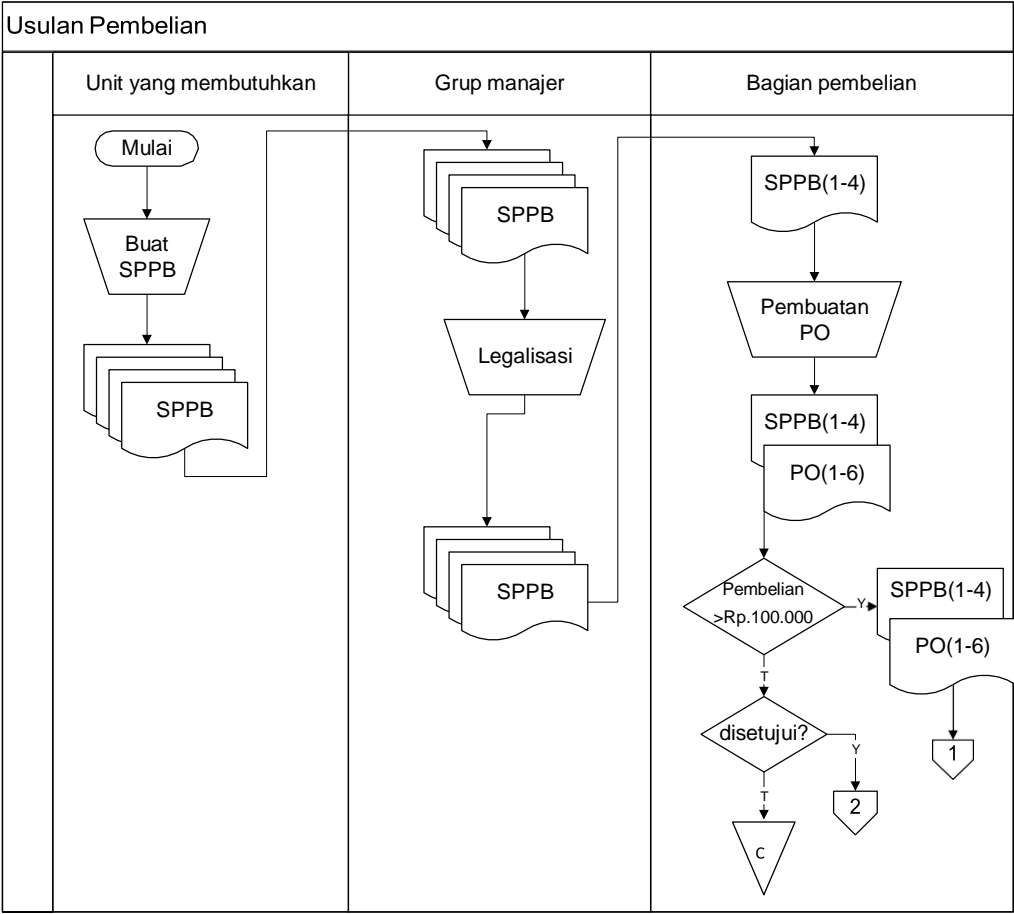 Usulan Pembelian
Unit yang membutuhkan
Grup manajer
Bagian pembelian
Mulai
Buat
SPPB
SPPB
SPPB
Legalisasi
SPPB
SPPB(1-4)
Pembuatan
PO
SPPB(1-4)
PO(1-6)
Pembelian
>Rp.100.000
Y
SPPB(1-4)
PO(1-6)
1
T
disetujui?
Y
2
T
C